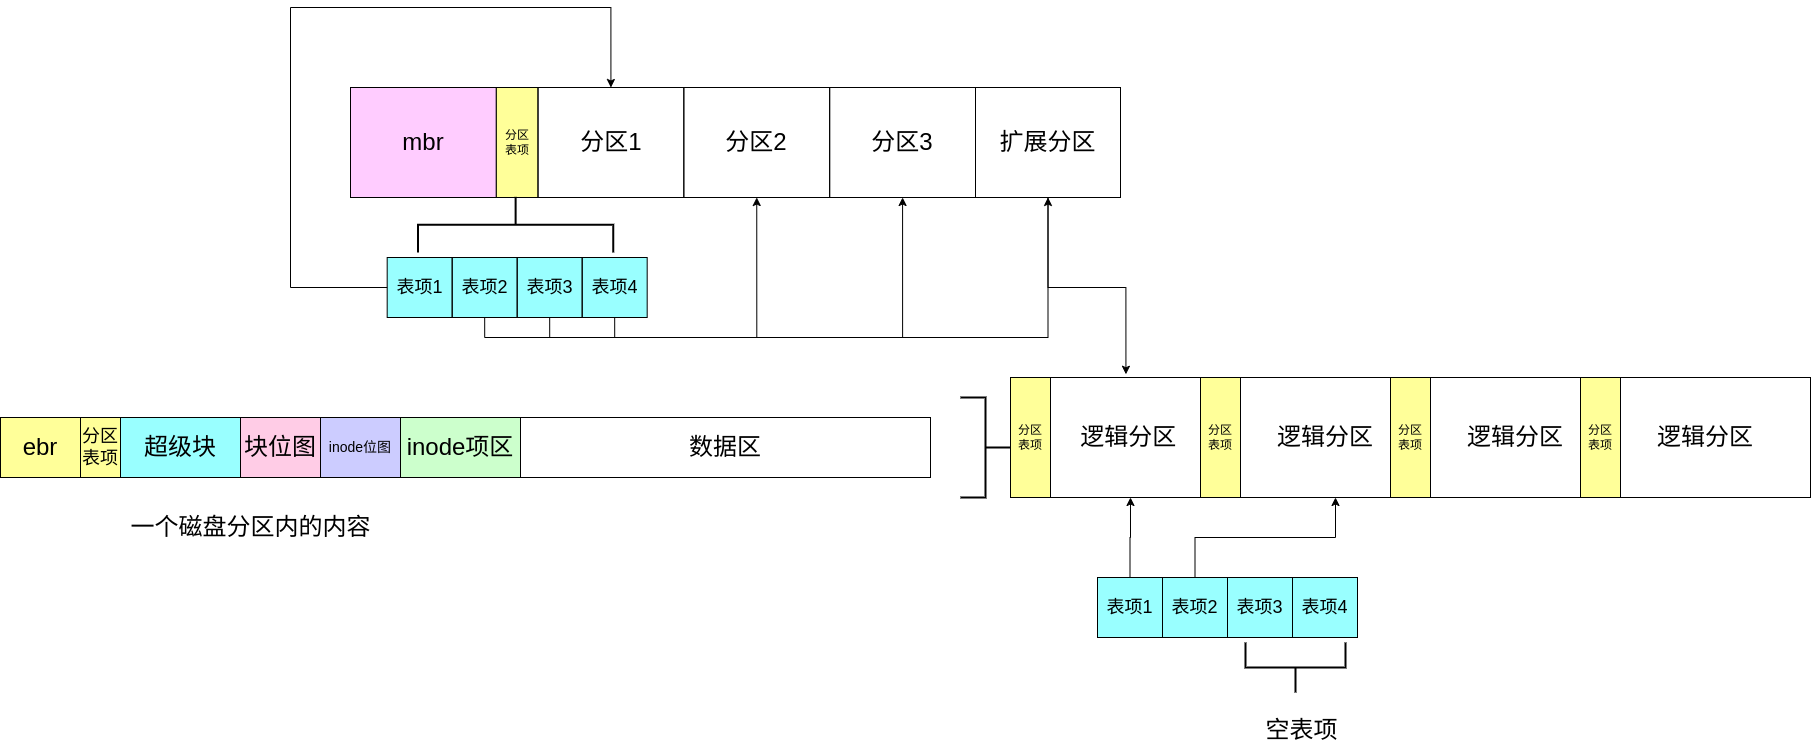 mbr
分区
表项
分区1
分区2
分区3
扩展分区
表项1
表项2
表项3
表项4
分区
表项
逻辑分区
分区
表项
逻辑分区
分区
表项
逻辑分区
分区
表项
逻辑分区
ebr
分区
表项
超级块
块位图
inode位图
inode项区
数据区
一个磁盘分区内的内容
表项1
表项2
表项3
表项4
空表项